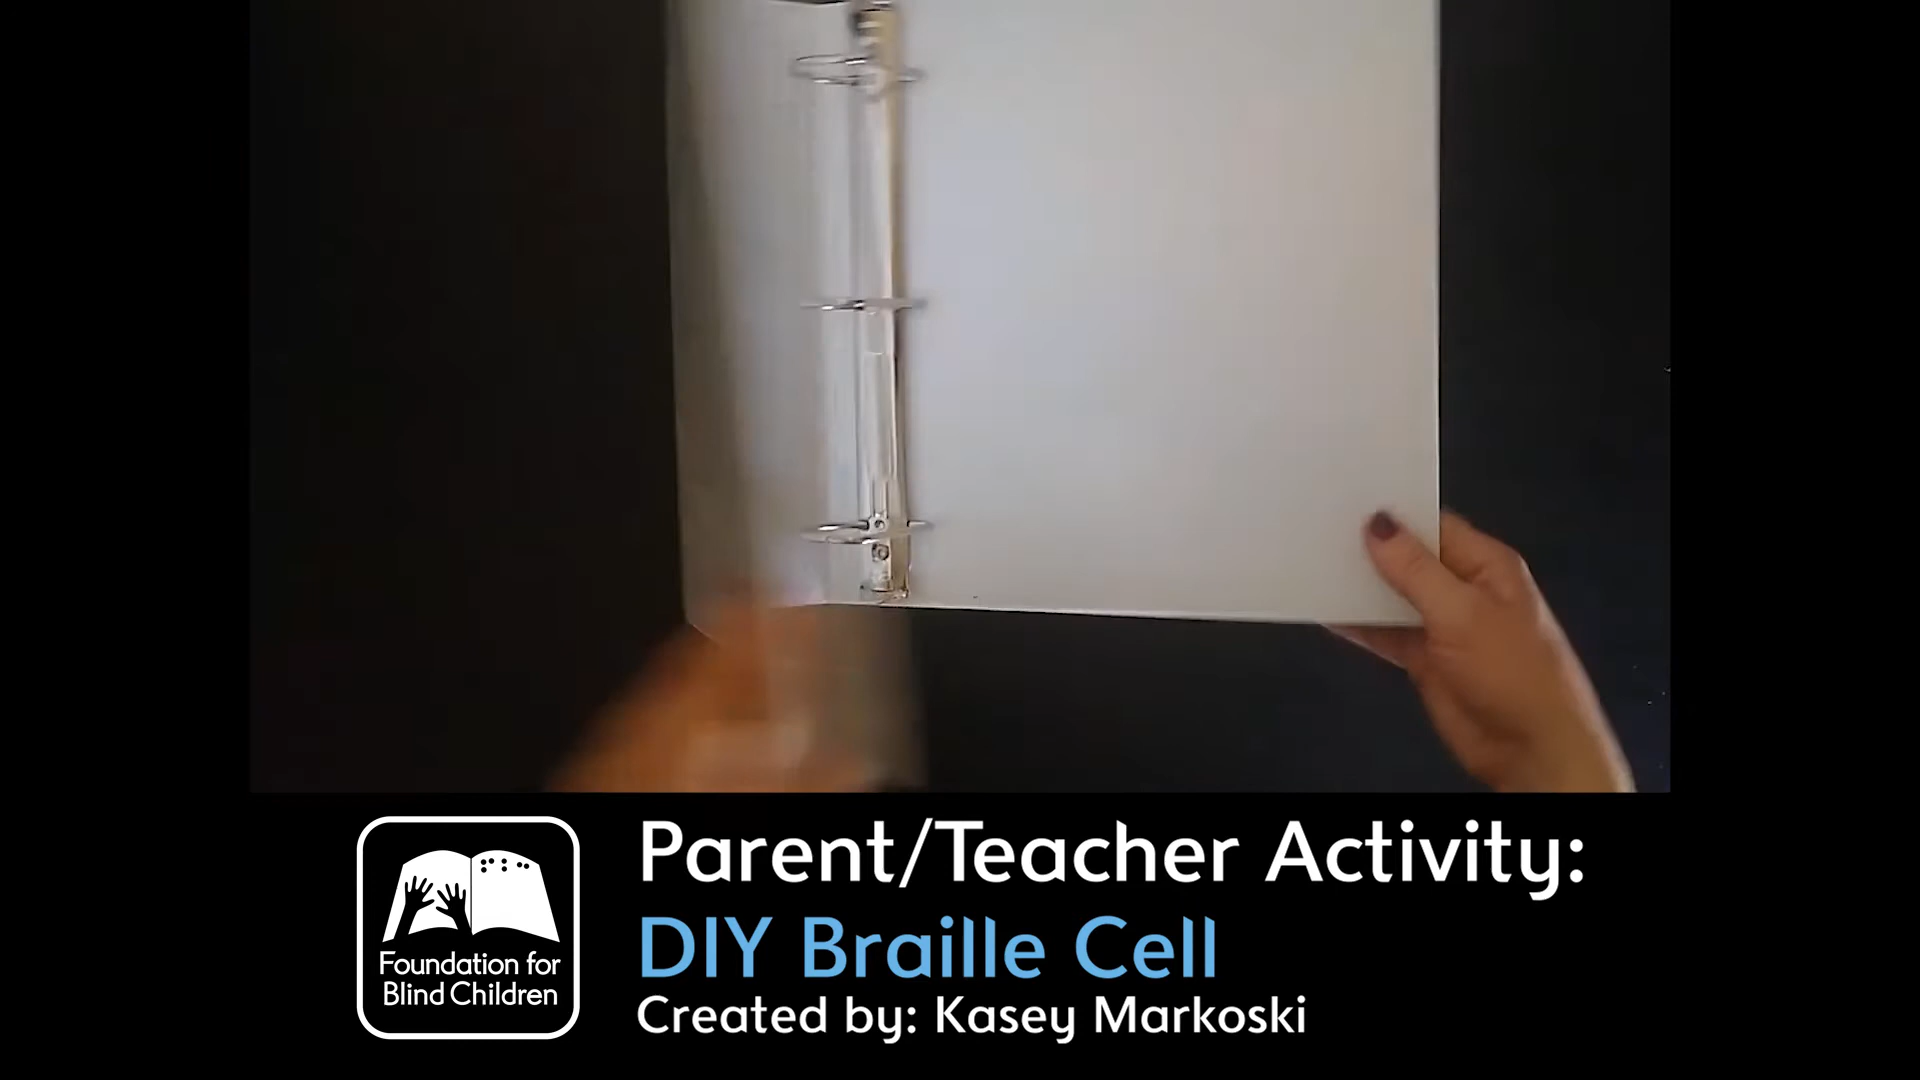 Parent/Teacher Activity:
DIY Braille Cell
Created by: Kasey Markoski
Foundation for
Blind Children